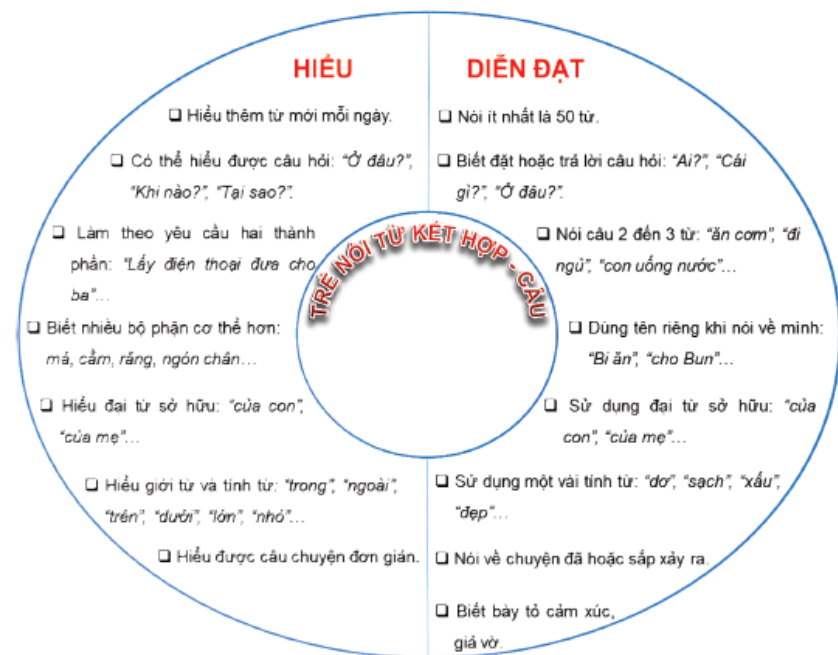 HIỂU
❑ Hiểu thêm từ mới mỗi ngày.
❑ Có thể hiểu được câu hỏi: “Ở đâu?”,
“Khi nào?”, “Tại sao?”.
❑ Làm theo yêu cầu hai thành
phần: “Lấy điện thoại đưa cho
ba”...
❑ Biết nhiều bộ phận cơ thể hơn:
má, cằm, răng, ngón chân...
❑ Hiểu đại từ sở hữu: “của con”,
“của mẹ”...
❑ Hiểu giới từ và tính từ: “trong”, “ngoài”,
“trên”, “dưới”, “lớn”, “nhỏ”...
❑ Hiểu được câu chuyện đơn giản.
TRẺ NÓI TỪ KẾT HỢP - CÂU
DIỄN ĐẠT
❑ Nói ít nhất là 50 từ.
❑ Biết đặt hoặc trả lời câu hỏi: “Ai?”, “Cái
gì?”, “Ở đâu?”.
❑ Nói câu 2 đến 3 từ: “ăn cơm”, “đi
ngủ”, “con uống nước”...
❑ Dùng tên riêng khi nói về mình:
“Bi ăn”, “cho Bun”...
❑ Sử dụng đại từ sở hữu: “của
con”, “của mẹ”...
❑ Sử dụng một vài tính từ: “dơ”, “sạch”, “xấu”,
“đẹp”...
❑ Nói về chuyện đã hoặc sắp xảy ra.
❑ Biết bày tỏ cảm xúc,
giả vờ.